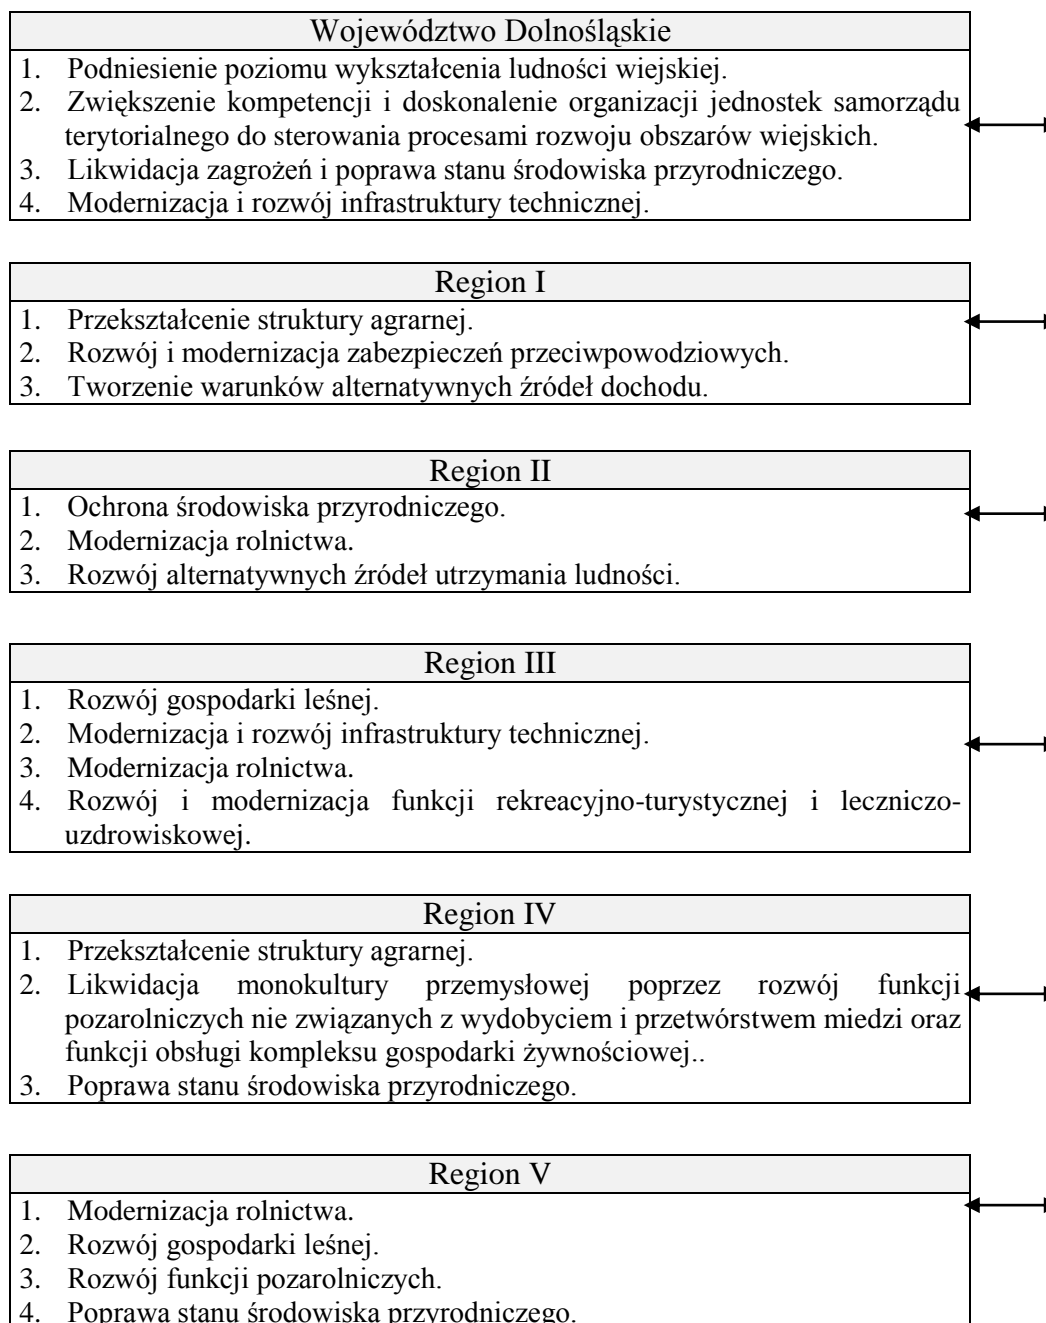 Województwo Dolnośląskie
1. Podniesienie poziomu wykształcenia ludności wiejskiej.
2. Zwiększenie kompetencji i doskonalenie organizacji jednostek samorządu
terytorialnego do sterowania procesami rozwoju obszarów wiejskich.
3. Likwidacja zagrożeń i poprawa stanu środowiska przyrodniczego.
4. Modernizacja i rozwój infrastruktury technicznej.
Region I
1. Przekształcenie struktury agrarnej.
2. Rozwój i modernizacja zabezpieczeń przeciwpowodziowych.
3. Tworzenie warunków alternatywnych źródeł dochodu.
Region II
1. Ochrona środowiska przyrodniczego.
2. Modernizacja rolnictwa.
3. Rozwój alternatywnych źródeł utrzymania ludności.
Region III
1. Rozwój gospodarki leśnej.
2. Modernizacja i rozwój infrastruktury technicznej.
3. Modernizacja rolnictwa.
4. Rozwój i modernizacja funkcji rekreacyjno-turystycznej i leczniczo-
uzdrowiskowej.
Region IV
1. Przekształcenie struktury agrarnej.
2. Likwidacja monokultury przemysłowej poprzez rozwój funkcji
pozarolniczych nie związanych z wydobyciem i przetwórstwem miedzi oraz
funkcji obsługi kompleksu gospodarki żywnościowej..
3. Poprawa stanu środowiska przyrodniczego.
Region V
1. Modernizacja rolnictwa.
2. Rozwój gospodarki leśnej.
3. Rozwój funkcji pozarolniczych.
4. Poprawa stanu środowiska przyrodniczego.